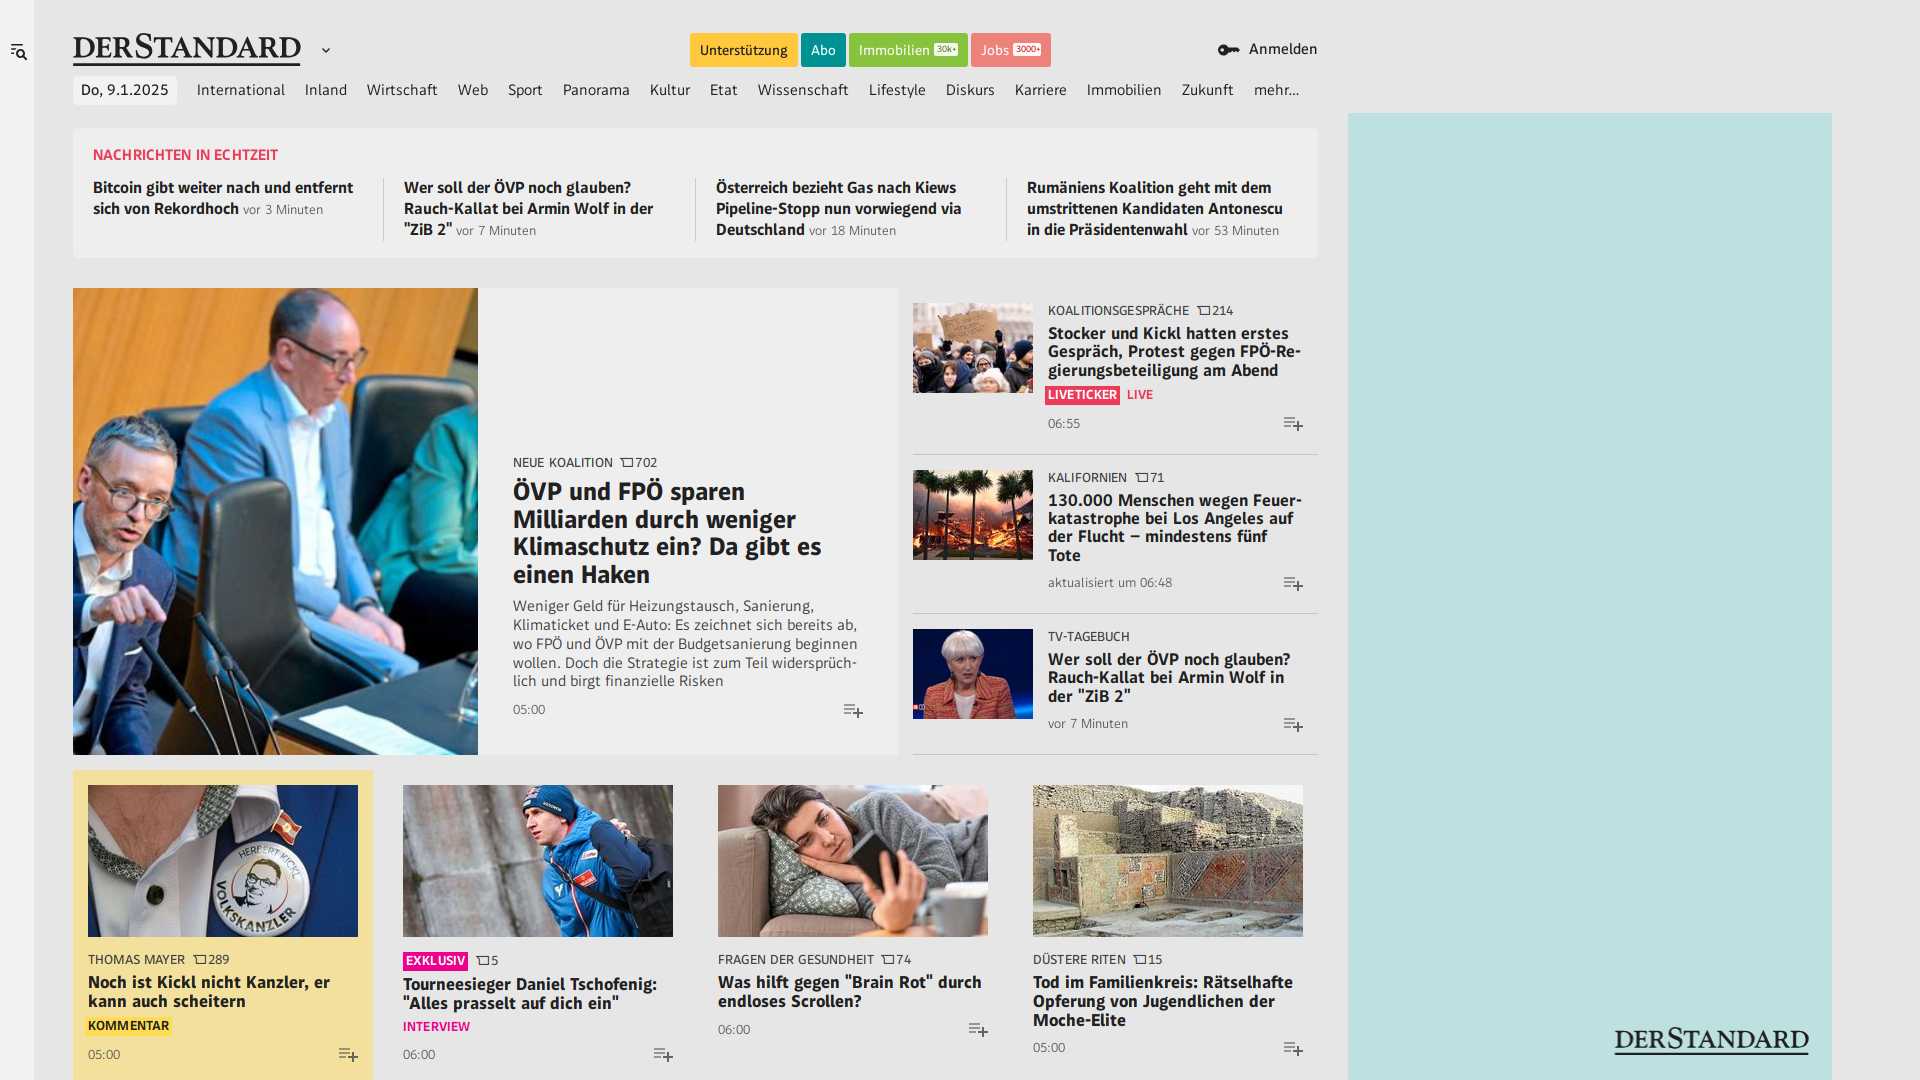 DERSTANDARD
Unterstützung
Abo
Immobilien 30k+
Jobs 3000+
Anmelden
Do, 9.1.2025
International
Inland
Wirtschaft
Web
Sport
Panorama
Kultur
Etat
Wissenschaft
Lifestyle
Diskurs
Karriere
Immobilien
Zukunft
mehr...
NACHRICHTEN IN ECHTZEIT
Bitcoin gibt weiter nach und entfernt
sich von Rekordhoch vor 3 Minuten
Wer soll der ÖVP noch glauben?
Rauch-Kallat bei Armin Wolf in der
"ZiB 2" vor 7 Minuten
Österreich bezieht Gas nach Kiews
Pipeline-Stopp nun vorwiegend via
Deutschland vor 18 Minuten
Rumäniens Koalition geht mit dem
umstrittenen Kandidaten Antonescu
in die Präsidentenwahl vor 53 Minuten
NEUE KOALITION 702
ÖVP und FPÖ sparen
Milliarden durch weniger
Klimaschutz ein? Da gibt es
einen Haken
Weniger Geld für Heizungstausch, Sanierung,
Klimaticket und E-Auto: Es zeichnet sich bereits ab,
wo FPÖ und ÖVP mit der Budgetsanierung beginnen
wollen. Doch die Strategie ist zum Teil widersprüch-
lich und birgt finanzielle Risken
05:00
KOALITIONSGESPRÄCHE 214
Stocker und Kickl hatten erstes
Gespräch, Protest gegen FPÖ-Re-
gierungsbeteiligung am Abend
LIVETICKER LIVE
06:55
KALIFORNIEN 71
130.000 Menschen wegen Feuer-
katastrophe bei Los Angeles auf
der Flucht – mindestens fünf
Tote
aktualisiert um 06:48
TV-TAGEBUCH
Wer soll der ÖVP noch glauben?
Rauch-Kallat bei Armin Wolf in
der "ZiB 2"
vor 7 Minuten
HERBERT KICKL
VOLKSKANZLER
THOMAS MAYER 289
Noch ist Kickl nicht Kanzler, er
kann auch scheitern
KOMMENTAR
05:00
EXKLUSIV 5
Tourneesieger Daniel Tschofenig:
"Alles prasselt auf dich ein"
INTERVIEW
06:00
FRAGEN DER GESUNDHEIT 74
Was hilft gegen "Brain Rot" durch
endloses Scrollen?
06:00
DÜSTERE RITEN 15
Tod im Familienkreis: Rätselhafte
Opferung von Jugendlichen der
Moche-Elite
05:00
DERSTANDARD